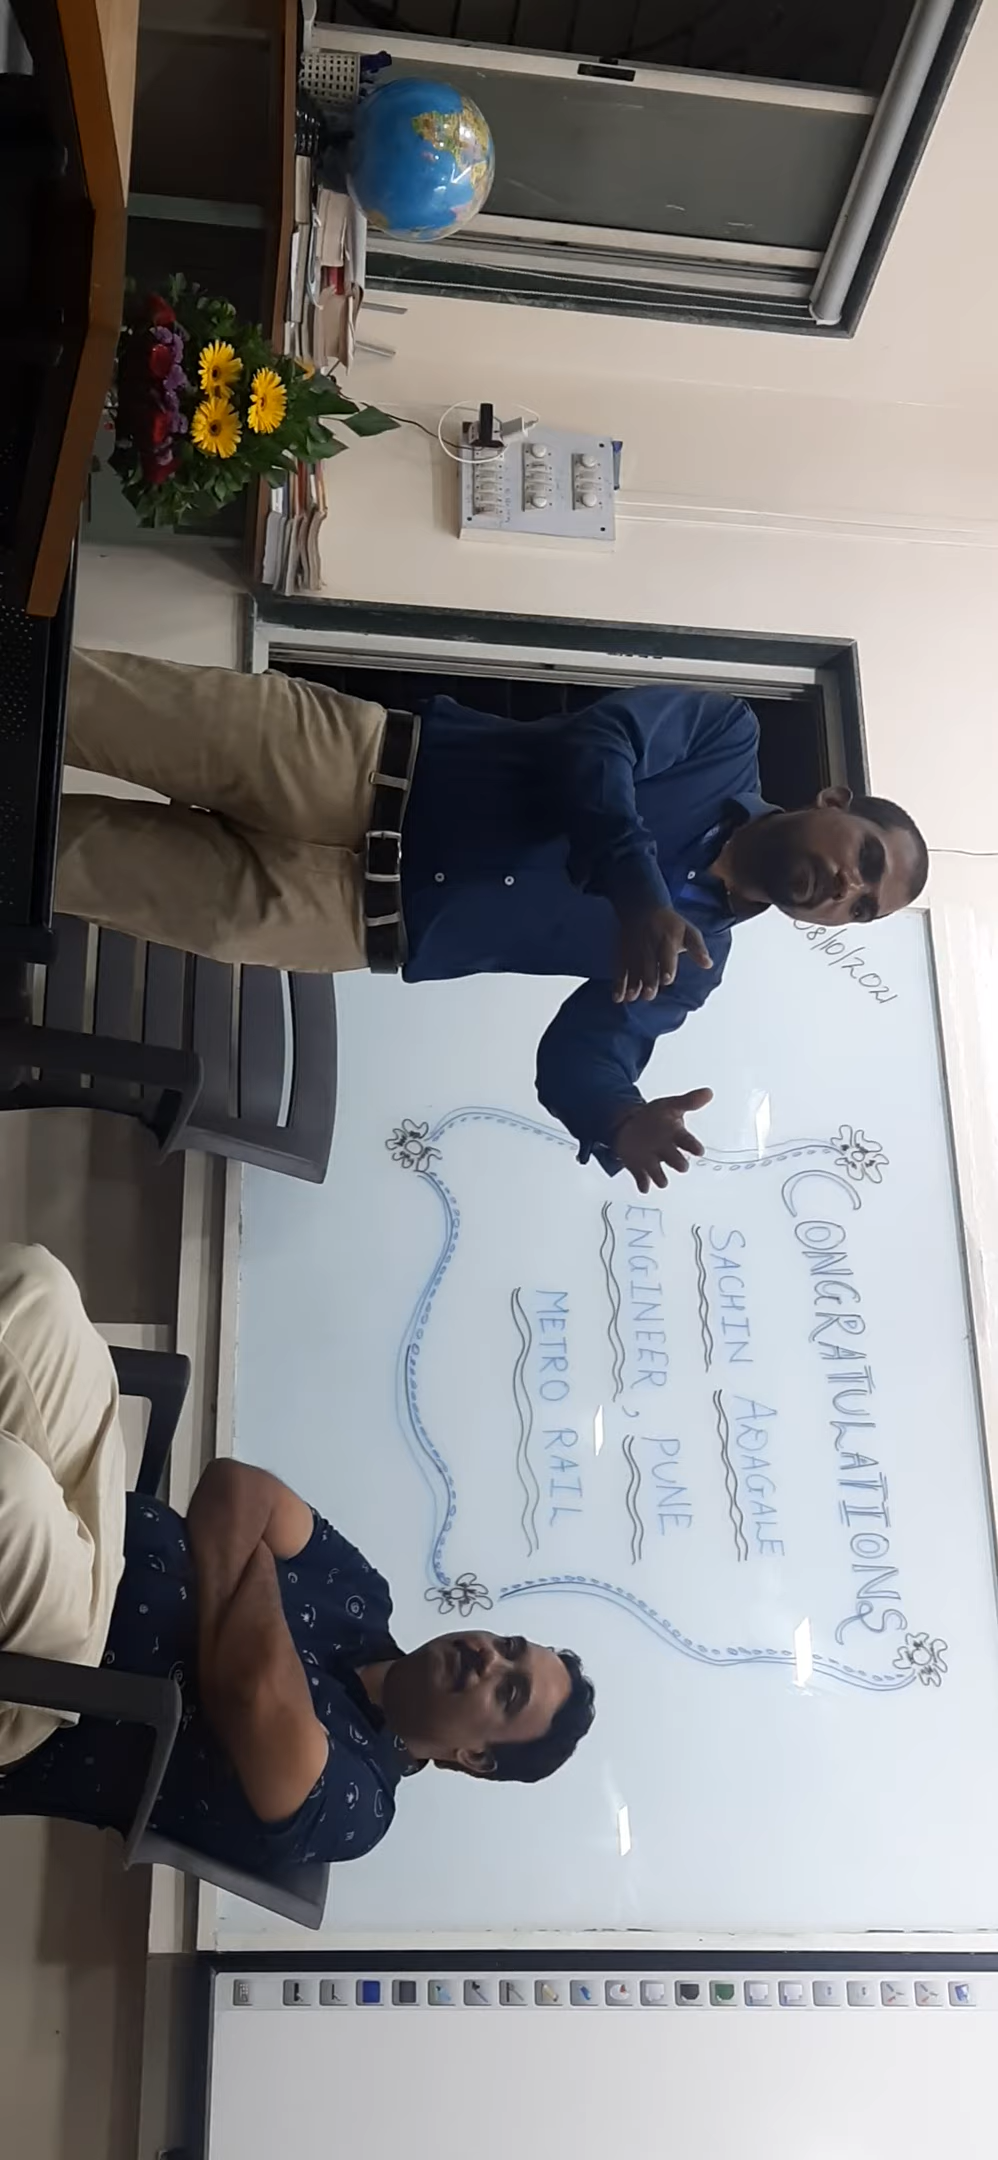 08/10/2021
CONGRATULATIONS
SACHIN ADAGALE
ENGINEER, PUNE
METRO RAIL